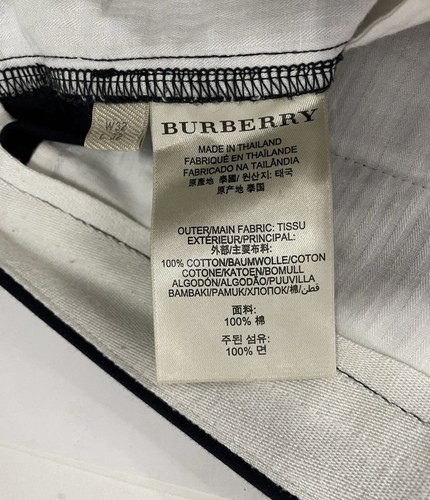 W32
BURBERRY
MADE IN THAILAND
FABRIQUÉ EN THAÏLANDE
FABRICADO NA TAILÂNDIA
原産地 泰國/ 원산지: 태국
原产地 泰国
OUTER/MAIN FABRIC: TISSU
EXTÉRIEUR/PRINCIPAL:
外部/主要布料:
100% COTTON/BAUMWOLLE/COTON
COTONE/KATOEN/BOMULL
ALGODÓN/ALGODÃO/PUUVILLA
BAMBAKI/PAMUK/ХЛОПОК/棉/قطن
面料:
100% 棉
주된 섬유:
100% 면